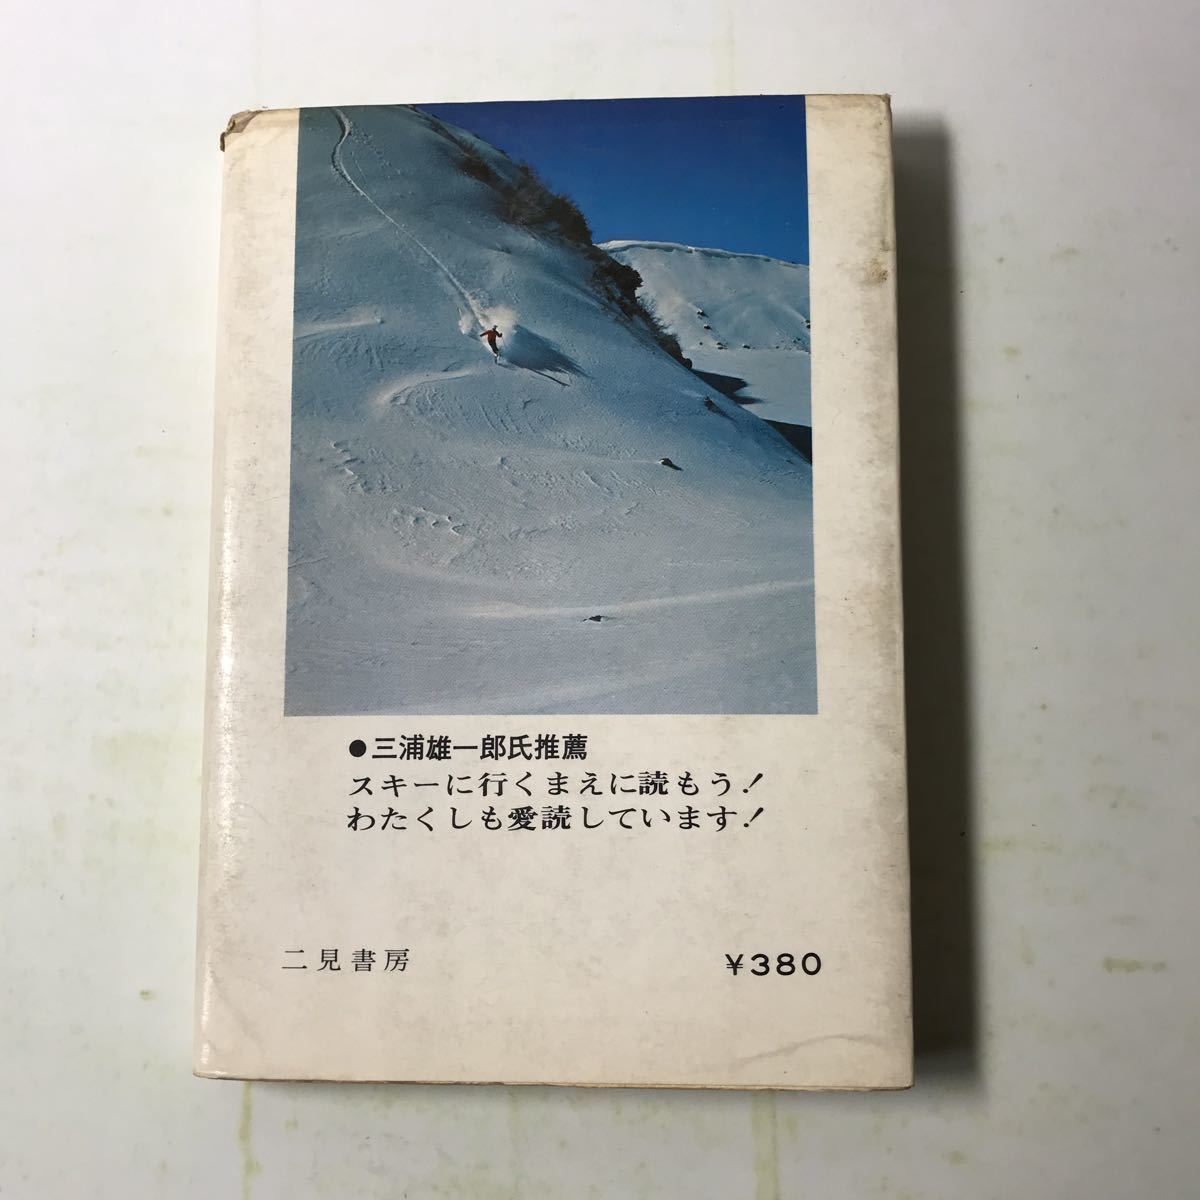 ●三浦雄一郎氏推薦
スキーに行くまえに読もう！
わたくしも愛読しています！
二見書房
¥380